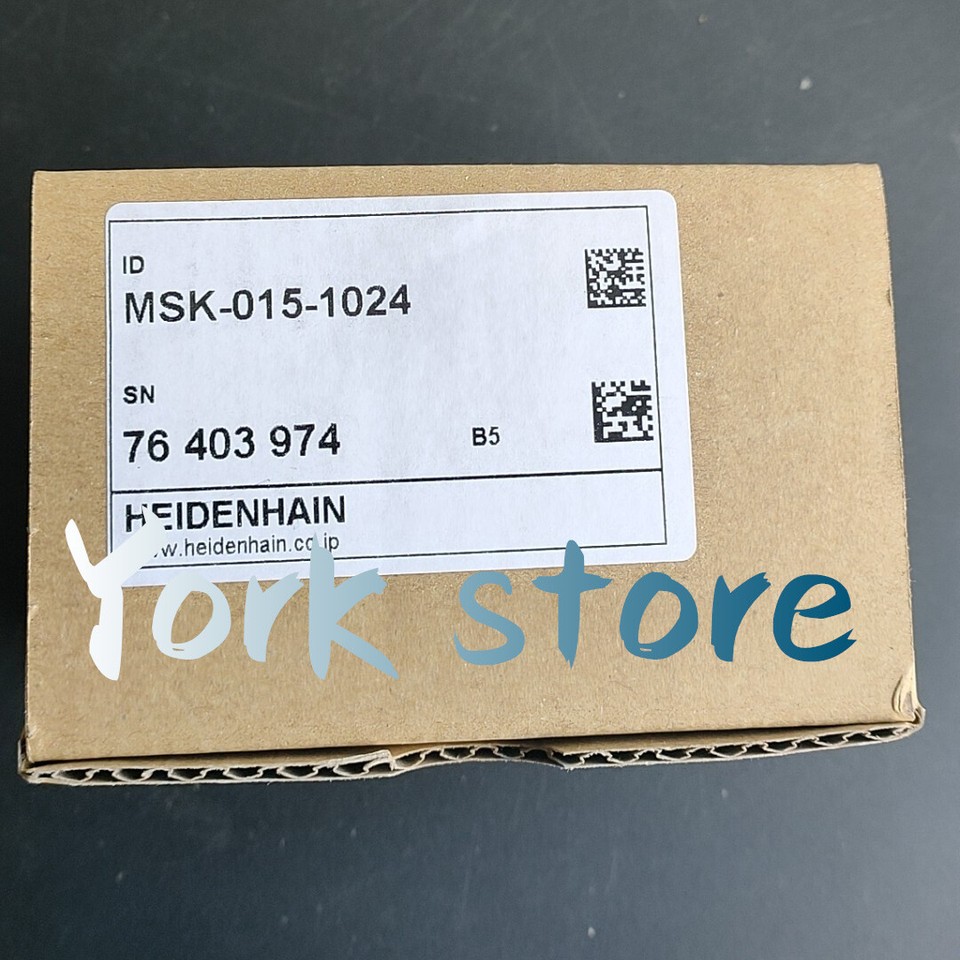 ID
MSK-015-1024
SN
76 403 974 B5
HEIDENHAIN
www.heidenhain.co.jp
York store